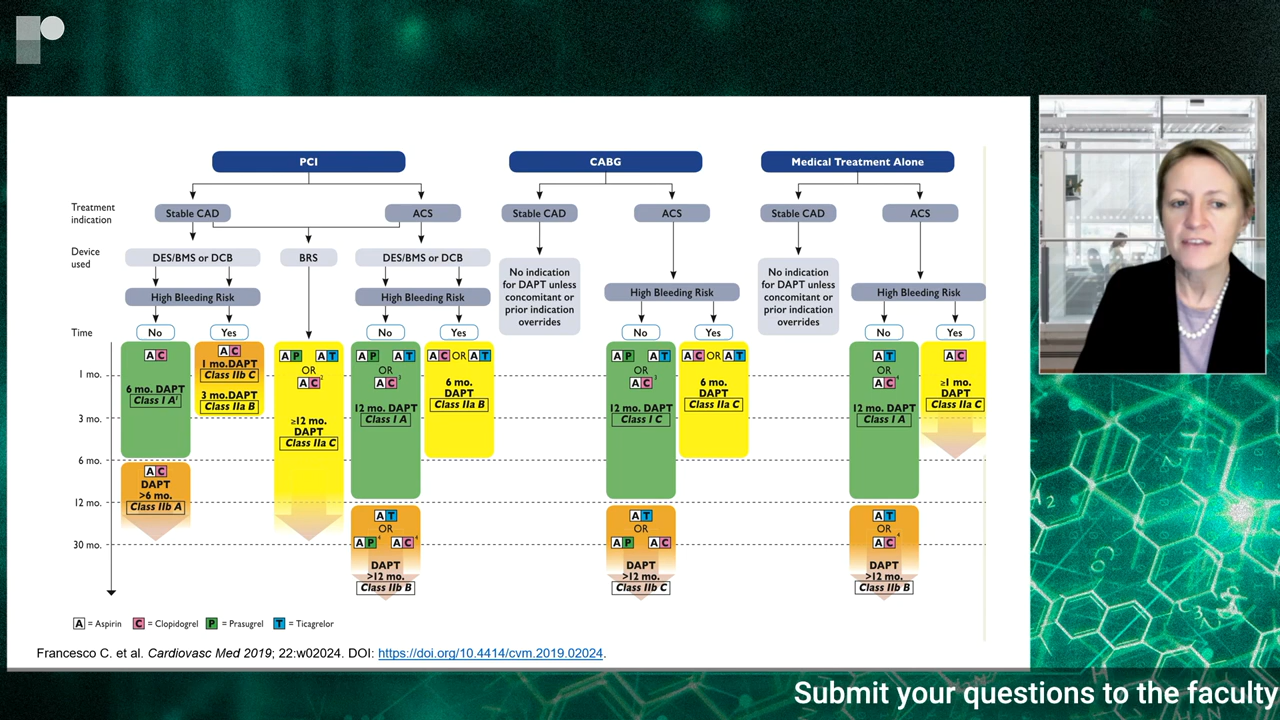 PCI
CABG
Medical Treatment Alone
Treatment
indication
Stable CAD
ACS
Stable CAD
ACS
Stable CAD
ACS
Device
used
DES/BMS or DCB
BRS
DES/BMS or DCB
No indication
for DAPT unless
concomitant or
prior indication
overrides
No indication
for DAPT unless
concomitant or
prior indication
overrides
High Bleeding Risk
High Bleeding Risk
High Bleeding Risk
High Bleeding Risk
Time
No
Yes
No
Yes
No
Yes
No
Yes
1 mo.
3 mo.
6 mo.
12 mo.
30 mo.
A C
6 mo. DAPT
Class I A¹
A C
DAPT
>6 mo.
Class IIb A
A C
1 mo. DAPT
Class IIb C
3 mo. DAPT
Class IIa B
A P A T
OR
A C²
≥12 mo.
DAPT
Class IIa C
A P A T
OR
A C³
12 mo. DAPT
Class I A
A T
OR
A P⁴ A C⁴
DAPT
>12 mo.
Class IIb B
A C OR A T
6 mo.
DAPT
Class IIa B
A P A T
OR
A C³
12 mo. DAPT
Class I C
A T
OR
A P A C
DAPT
>12 mo.
Class IIb C
A C OR A T
6 mo.
DAPT
Class IIa C
A T
OR
A C⁴
12 mo. DAPT
Class I A
A T
OR
A C⁴
DAPT
>12 mo.
Class IIb B
A C
≥1 mo.
DAPT
Class IIa C
A = Aspirin C = Clopidogrel P = Prasugrel T = Ticagrelor
Francesco C. et al. Cardiovasc Med 2019; 22:w02024. DOI: https://doi.org/10.4414/cvm.2019.02024.
Submit your questions to the faculty